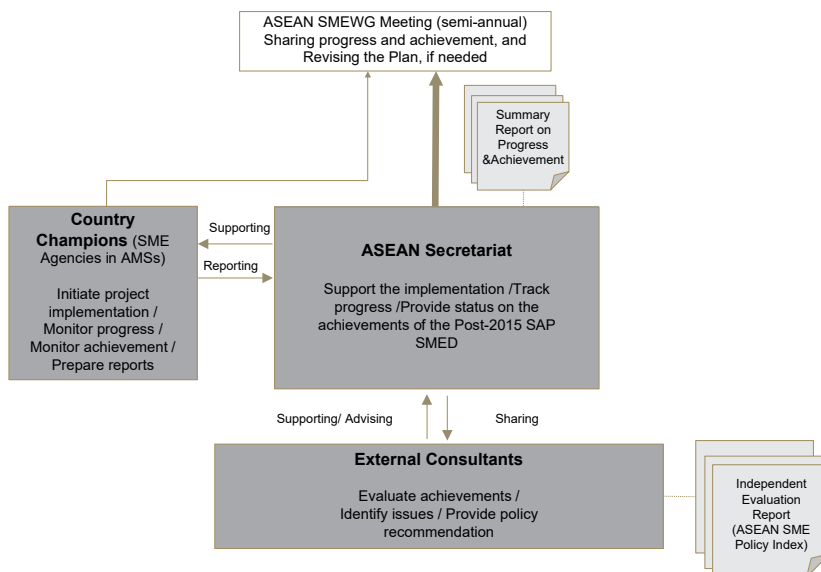 ASEAN SMEWG Meeting (semi-annual)
Sharing progress and achievement, and
Revising the Plan, if needed
Summary
Report on
Progress
&Achievement
Country
Champions (SME
Agencies in AMSs)
Initiate project
implementation /
Monitor progress /
Monitor achievement /
Prepare reports
Supporting
Reporting
ASEAN Secretariat
Support the implementation /Track
progress /Provide status on the
achievements of the Post-2015 SAP
SMED
Supporting/ Advising
Sharing
External Consultants
Evaluate achievements /
Identify issues / Provide policy
recommendation
Independent
Evaluation
Report
(ASEAN SME
Policy Index)